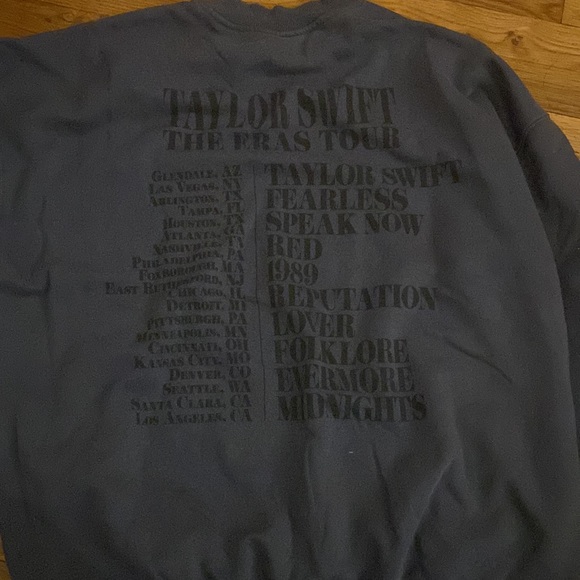 TAYLOR SWIFT
THE ERAS TOUR
GLENDALE, AZ
LAS VEGAS, NV
ARLINGTON, TX
TAMPA, FL
HOUSTON, TX
ATLANTA, GA
NASHVILLE, TN
PHILADELPHIA, PA
FOXBOROUGH, MA
EAST RUTHERFORD, NJ
CHICAGO, IL
DETROIT, MI
PITTSBURGH, PA
MINNEAPOLIS, MN
CINCINNATI, OH
KANSAS CITY, MO
DENVER, CO
SEATTLE, WA
SANTA CLARA, CA
LOS ANGELES, CA
TAYLOR SWIFT
FEARLESS
SPEAK NOW
RED
1989
REPUTATION
LOVER
FOLKLORE
EVERMORE
MIDNIGHTS